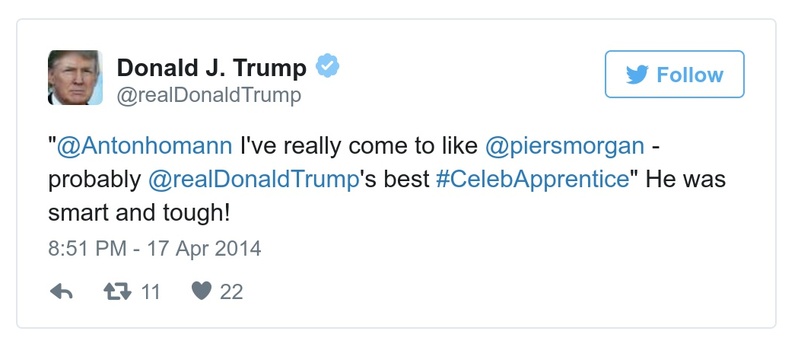 Donald J. Trump
@realDonaldTrump
Follow
"@Antonhomann I've really come to like @piersmorgan -
probably @realDonaldTrump's best #CelebApprentice" He was
smart and tough!
8:51 PM - 17 Apr 2014
11
22